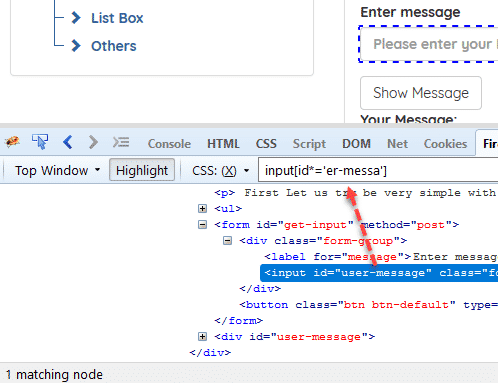 List Box
Others
Enter message
Please enter your
Show Message
Your Message:
Console HTML CSS Script DOM Net Cookies
Top Window Highlight CSS: (X) input[id*='er-messa']
<p> First Let us try be very simple with
<ul>
<form id="get-input" method="post">
<div class="form-group">
<label for="message">Enter messag
<input id="user-message" class="fo
</div>
<button class="btn btn-default" type=
</form>
<div id="user-message">
</div>
1 matching node